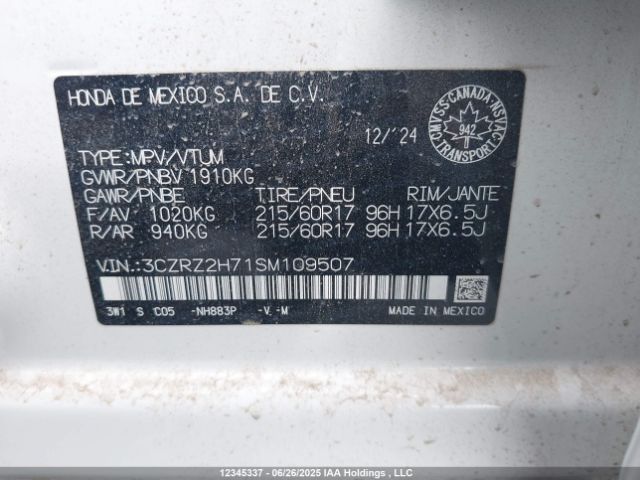 HONDA DE MEXICO S.A. DE C.V.
12/'24
CMVSS·CANADA·NSVAC
942
TRANSPORT
TYPE:MPV/VTUM
GVWR/PNBV 1910KG
GAWR/PNBE TIRE/PNEU RIM/JANTE
F/AV 1020KG 215/60R17 96H 17X6.5J
R/AR 940KG 215/60R17 96H 17X6.5J
V.I.N.:3CZRZ2H71SM109507
3W1 S C05 -NH883P -V -M MADE IN MEXICO
12345337 - 06/26/2025 IAA Holdings , LLC